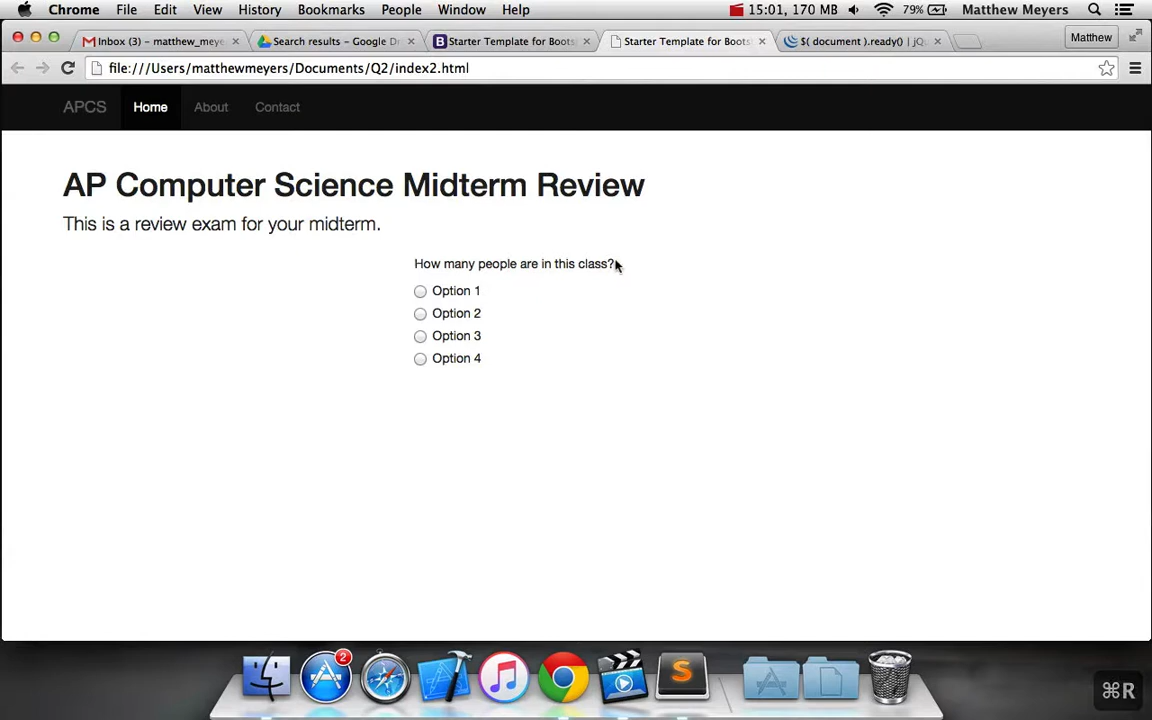 Chrome File Edit View History Bookmarks People Window Help 15:01, 170 MB 79% Matthew Meyers
Inbox (3) – matthew_meye Search results – Google Dr Starter Template for Boots Starter Template for Boots $( document ).ready() | jQu Matthew
file:///Users/matthewmeyers/Documents/Q2/index2.html
APCS Home About Contact
AP Computer Science Midterm Review
This is a review exam for your midterm.
How many people are in this class?
Option 1
Option 2
Option 3
Option 4
2
S
⌘R